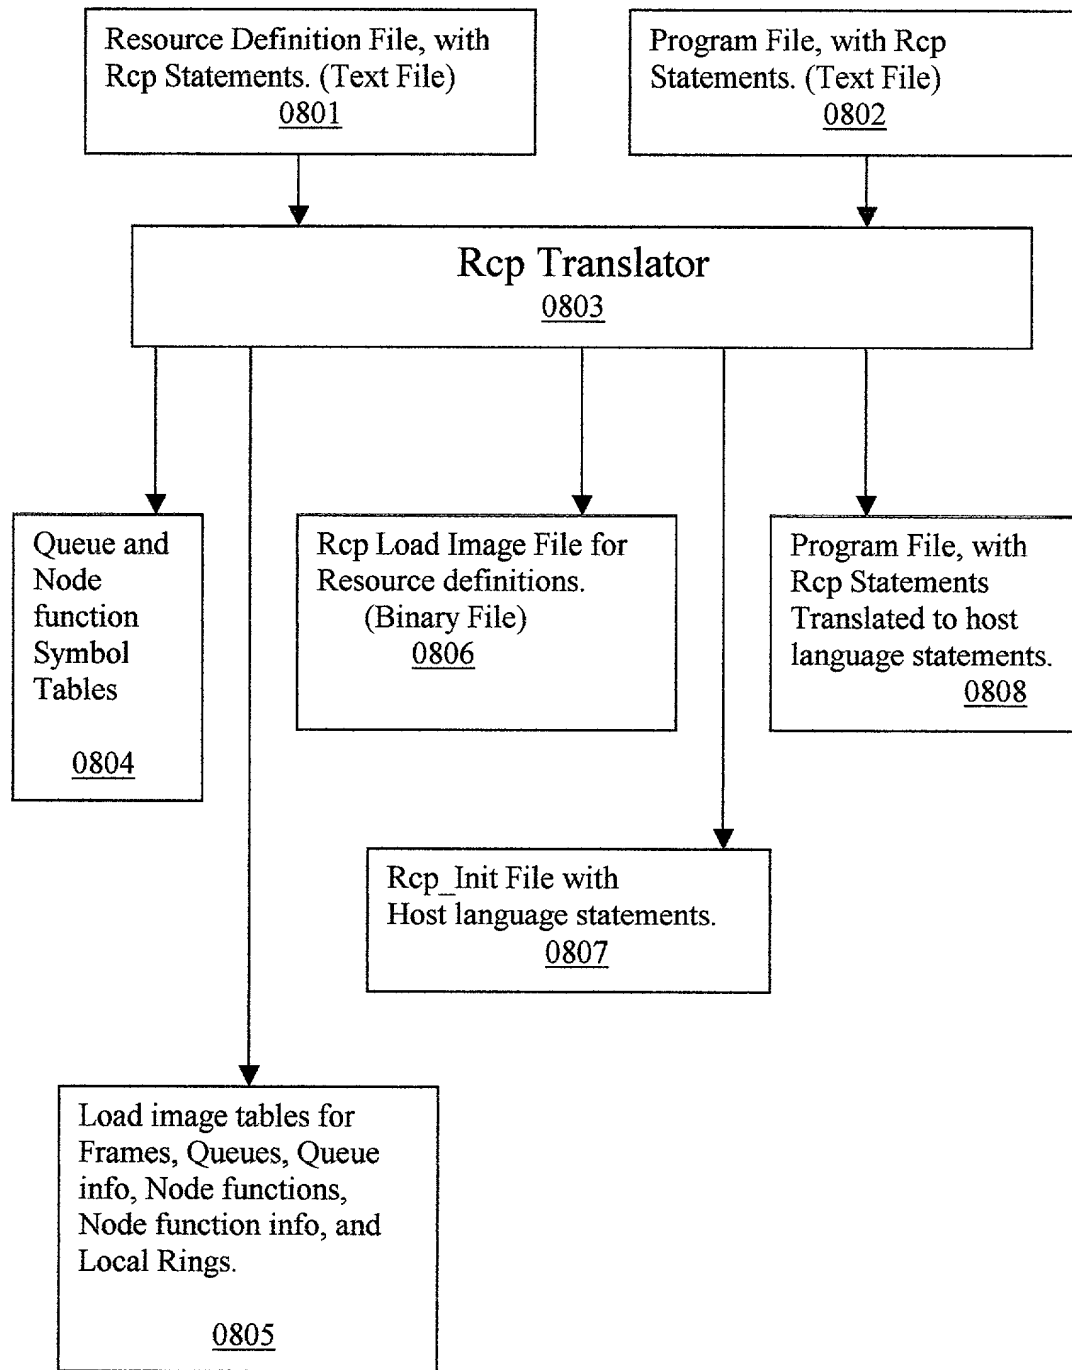 Resource Definition File, with
Rcp Statements. (Text File)
0801
Program File, with Rcp
Statements. (Text File)
0802
Rcp Translator
0803
Queue and
Node
function
Symbol
Tables
0804
Rcp Load Image File for
Resource definitions.
(Binary File)
0806
Program File, with
Rcp Statements
Translated to host
language statements.
0808
Rcp_Init File with
Host language statements.
0807
Load image tables for
Frames, Queues, Queue
info, Node functions,
Node function info, and
Local Rings.
0805